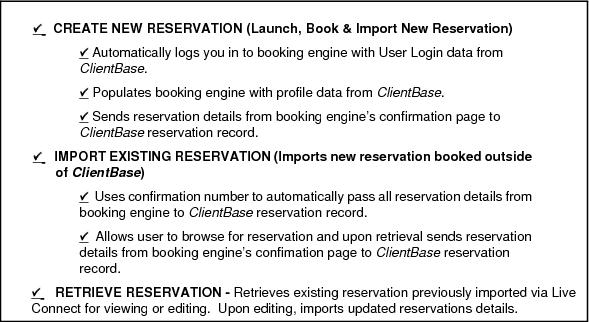 ✓ CREATE NEW RESERVATION (Launch, Book & Import New Reservation)
✓ Automatically logs you in to booking engine with User Login data from
ClientBase.
✓ Populates booking engine with profile data from ClientBase.
✓ Sends reservation details from booking engine's confirmation page to
ClientBase reservation record.
✓ IMPORT EXISTING RESERVATION (Imports new reservation booked outside
of ClientBase)
✓ Uses confirmation number to automatically pass all reservation details from
booking engine to ClientBase reservation record.
✓ Allows user to browse for reservation and upon retrieval sends reservation
details from booking engine's confimation page to ClientBase reservation
record.
✓ RETRIEVE RESERVATION - Retrieves existing reservation previously imported via Live
Connect for viewing or editing. Upon editing, imports updated reservations details.